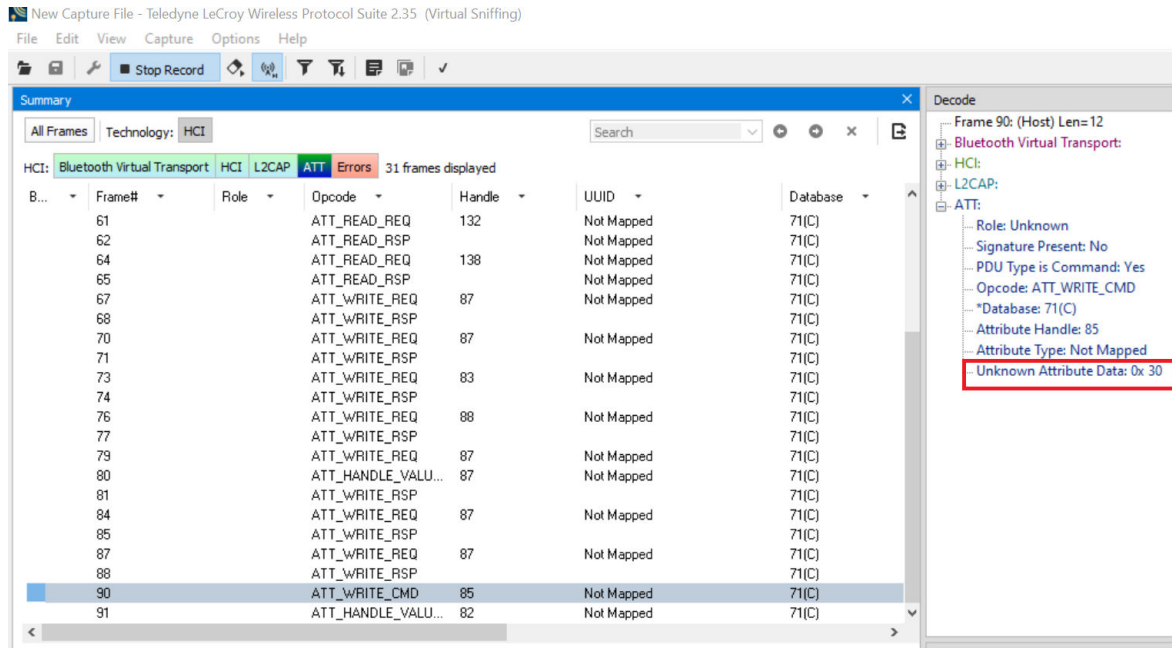 New Capture File - Teledyne LeCroy Wireless Protocol Suite 2.35 (Virtual Sniffing)
File Edit View Capture Options Help
Stop Record
Summary
All Frames Technology: HCI Search
HCI: Bluetooth Virtual Transport HCI L2CAP ATT Errors 31 frames displayed
B... Frame# Role Opcode Handle UUID Database
61 ATT_READ_REQ 132 Not Mapped 71(C)
62 ATT_READ_RSP Not Mapped 71(C)
64 ATT_READ_REQ 138 Not Mapped 71(C)
65 ATT_READ_RSP Not Mapped 71(C)
67 ATT_WRITE_REQ 87 Not Mapped 71(C)
68 ATT_WRITE_RSP 71(C)
70 ATT_WRITE_REQ 87 Not Mapped 71(C)
71 ATT_WRITE_RSP 71(C)
73 ATT_WRITE_REQ 83 Not Mapped 71(C)
74 ATT_WRITE_RSP 71(C)
76 ATT_WRITE_REQ 88 Not Mapped 71(C)
77 ATT_WRITE_RSP 71(C)
79 ATT_WRITE_REQ 87 Not Mapped 71(C)
80 ATT_HANDLE_VALU... 87 Not Mapped 71(C)
81 ATT_WRITE_RSP 71(C)
84 ATT_WRITE_REQ 87 Not Mapped 71(C)
85 ATT_WRITE_RSP 71(C)
87 ATT_WRITE_REQ 87 Not Mapped 71(C)
88 ATT_WRITE_RSP 71(C)
90 ATT_WRITE_CMD 85 Not Mapped 71(C)
91 ATT_HANDLE_VALU... 82 Not Mapped 71(C)
Decode
Frame 90: (Host) Len=12
Bluetooth Virtual Transport:
HCI:
L2CAP:
ATT:
Role: Unknown
Signature Present: No
PDU Type is Command: Yes
Opcode: ATT_WRITE_CMD
*Database: 71(C)
Attribute Handle: 85
Attribute Type: Not Mapped
Unknown Attribute Data: 0x 30